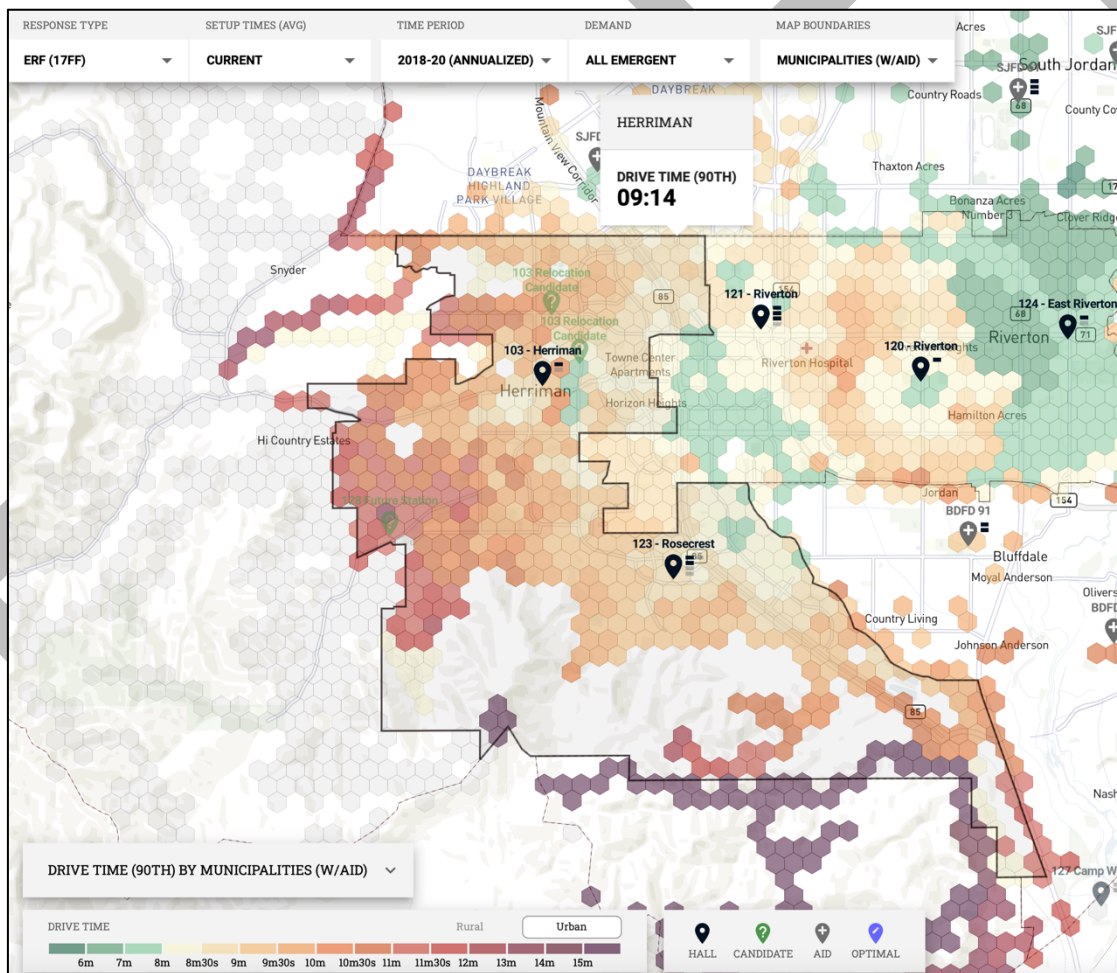 RESPONSE TYPE
SETUP TIMES (AVG)
TIME PERIOD
DEMAND
MAP BOUNDARIES
ERF (17FF)
CURRENT
2018-20 (ANNUALIZED)
ALL EMERGENT
MUNICIPALITIES (W/AID)
Acres
SJF
South Jordan
SJFD
68
Country Roads
County Co
DAYBREAK
HERRIMAN
DRIVE TIME (90TH)
09:14
SJFD
Mountain View Corridor
DAYBREAK
HIGHLAND
PARK VILLAGE
Thaxton Acres
17
Bonanza Acres
Number 3
Clover Ridge
Snyder
103 Relocation
Candidate
85
121 - Riverton
154
124 - East Riverton
68
Riverton
71
103 Relocation
Candidate
103 - Herriman
Towne Center
Apartments
Riverton Hospital
120 - Riverton
Herriman
Horizon Heights
Hamilton Acres
Hi Country Estates
128 Future Station
Jordan
154
BDFD 91
123 - Rosecrest
85
Bluffdale
Moyal Anderson
Country Living
Olivers
BDFD
Johnson Anderson
85
Nash
127 Camp W
DRIVE TIME (90TH) BY MUNICIPALITIES (W/AID)
DRIVE TIME
Rural
Urban
6m 7m 8m 8m30s 9m 9m30s 10m 10m30s 11m 11m30s 12m 13m 14m 15m
HALL
CANDIDATE
AID
OPTIMAL